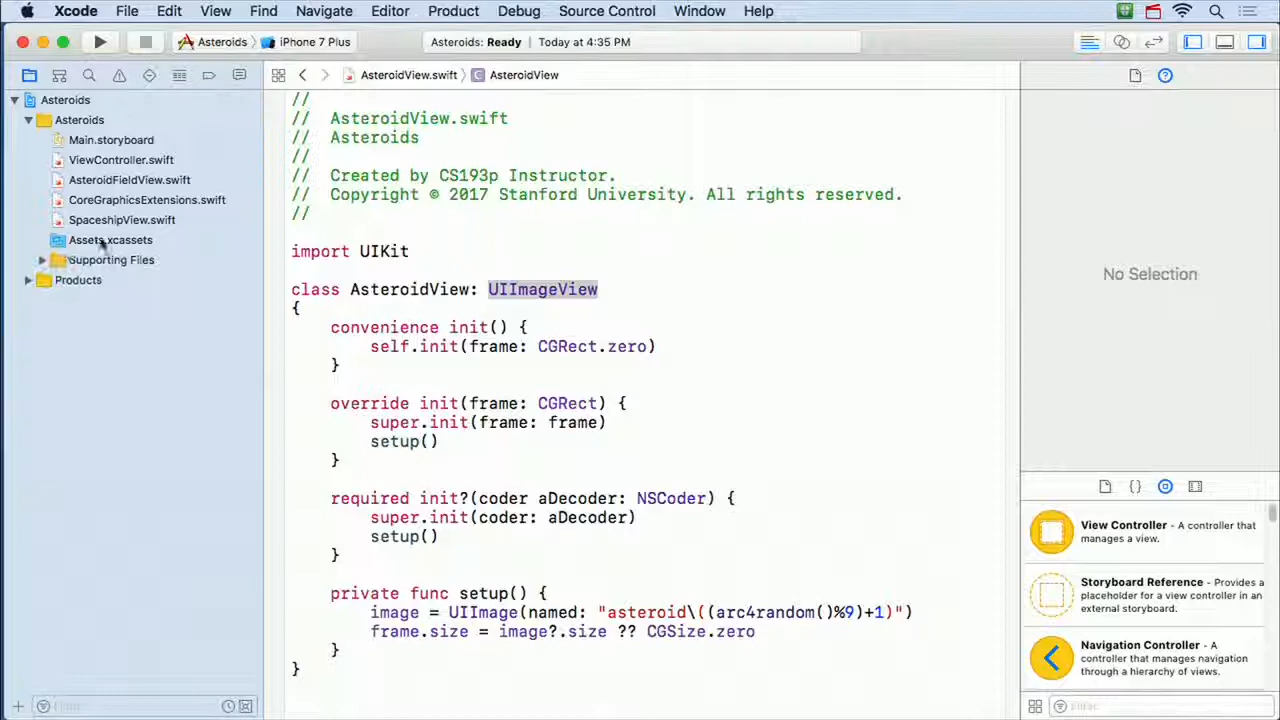 Xcode File Edit View Find Navigate Editor Product Debug Source Control Window Help
Asteroids iPhone 7 Plus Asteroids: Ready Today at 4:35 PM
AsteroidView.swift AsteroidView
Asteroids
Asteroids
Main.storyboard
ViewController.swift
AsteroidFieldView.swift
CoreGraphicsExtensions.swift
SpaceshipView.swift
Assets.xcassets
Supporting Files
Products
//
// AsteroidView.swift
// Asteroids
//
// Created by CS193p Instructor.
// Copyright © 2017 Stanford University. All rights reserved.
//
import UIKit
class AsteroidView: UIImageView
{
convenience init() {
self.init(frame: CGRect.zero)
}
override init(frame: CGRect) {
super.init(frame: frame)
setup()
}
required init?(coder aDecoder: NSCoder) {
super.init(coder: aDecoder)
setup()
}
private func setup() {
image = UIImage(named: "asteroid\((arc4random()%9)+1)")
frame.size = image?.size ?? CGSize.zero
}
}
No Selection
View Controller - A controller that
manages a view.
Storyboard Reference - Provides a
placeholder for a view controller in an
external storyboard.
Navigation Controller - A
controller that manages navigation
through a hierarchy of views.